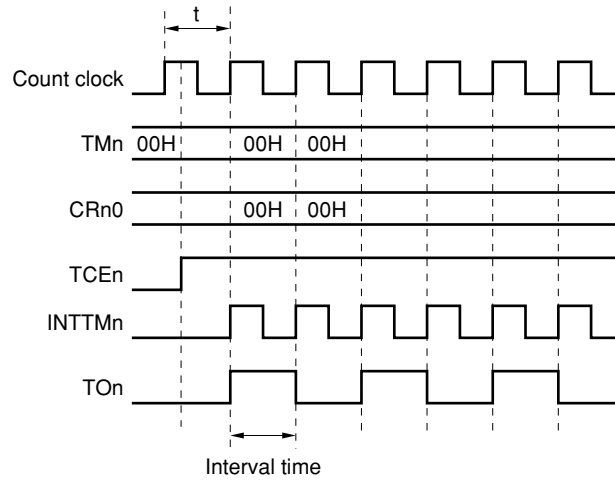 t
Count clock
TMn 00H 00H 00H
CRn0 00H 00H
TCEn
INTTMn
TOn
Interval time